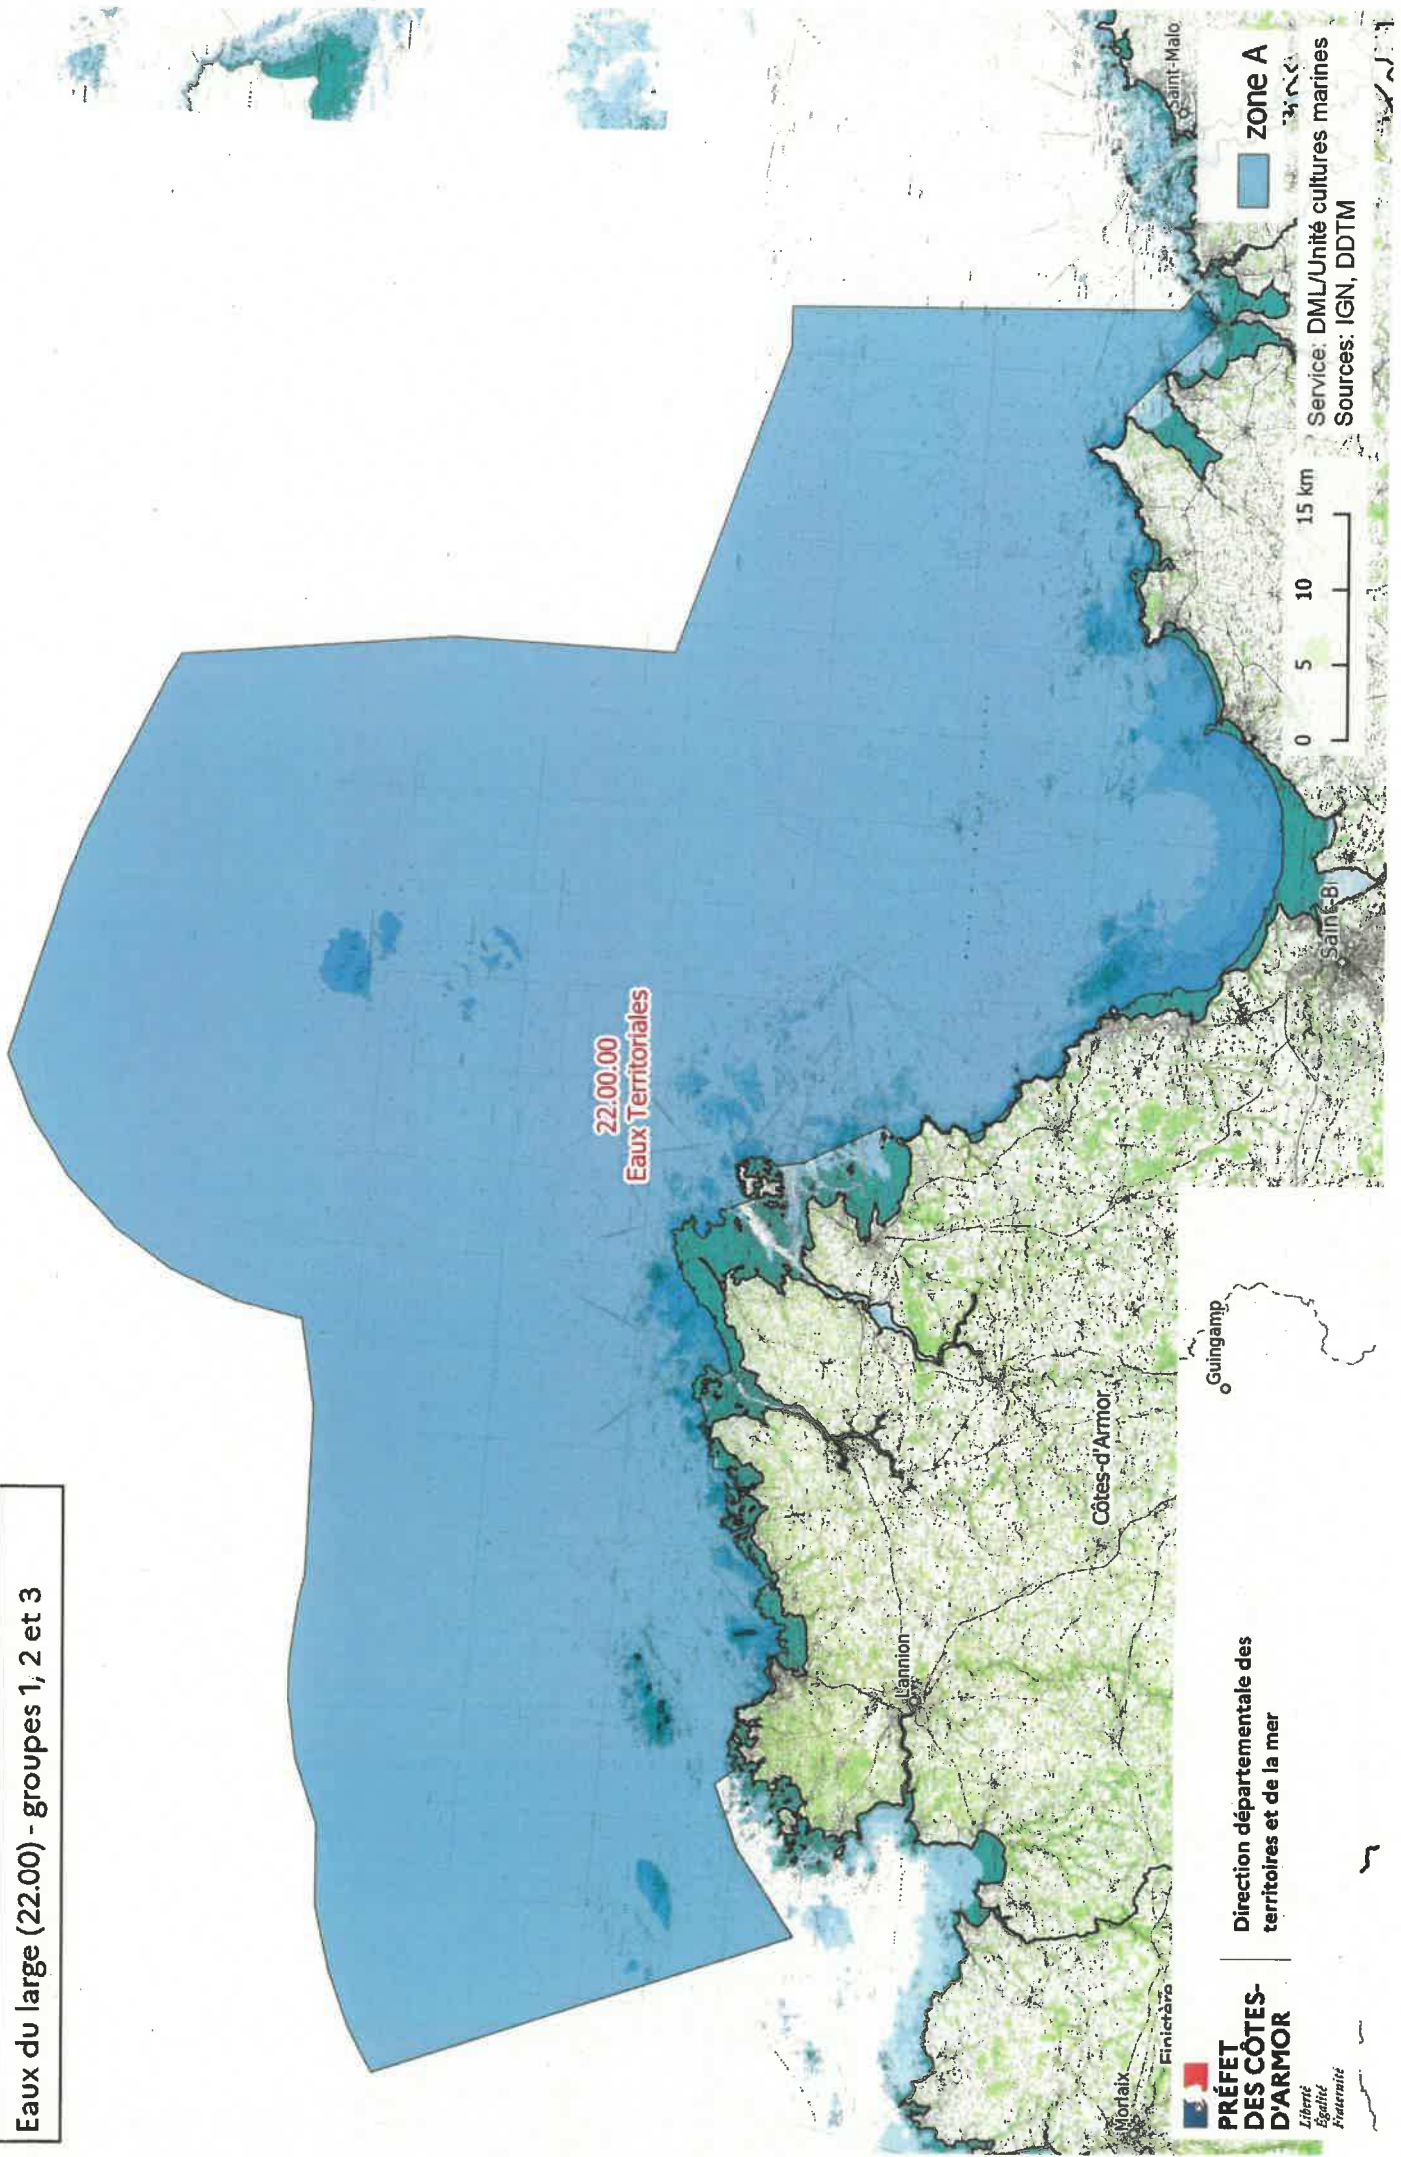 Eaux du large (22.00) - groupes 1, 2 et 3
22.00.00
Eaux Territoriales
Saint-Malo
Lannion
Guingamp
Côtes-d'Armor
Saint-Bri
Morlaix
Finistère
0 5 10 15 km
zone A
Service: DML/Unité cultures marines
Sources: IGN, DDTM
PRÉFET
DES CÔTES-
D'ARMOR
Liberté
Égalité
Fraternité
Direction départementale des
territoires et de la mer